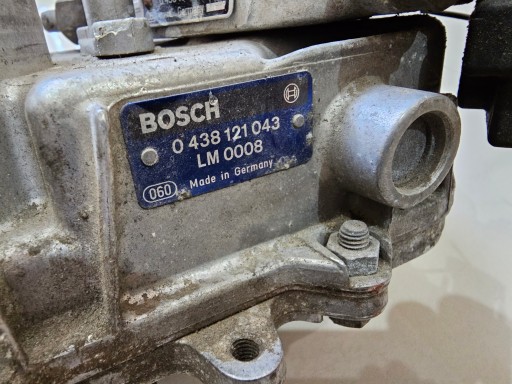 BOSCH
0 438 121 043
LM 0008
060
Made in Germany